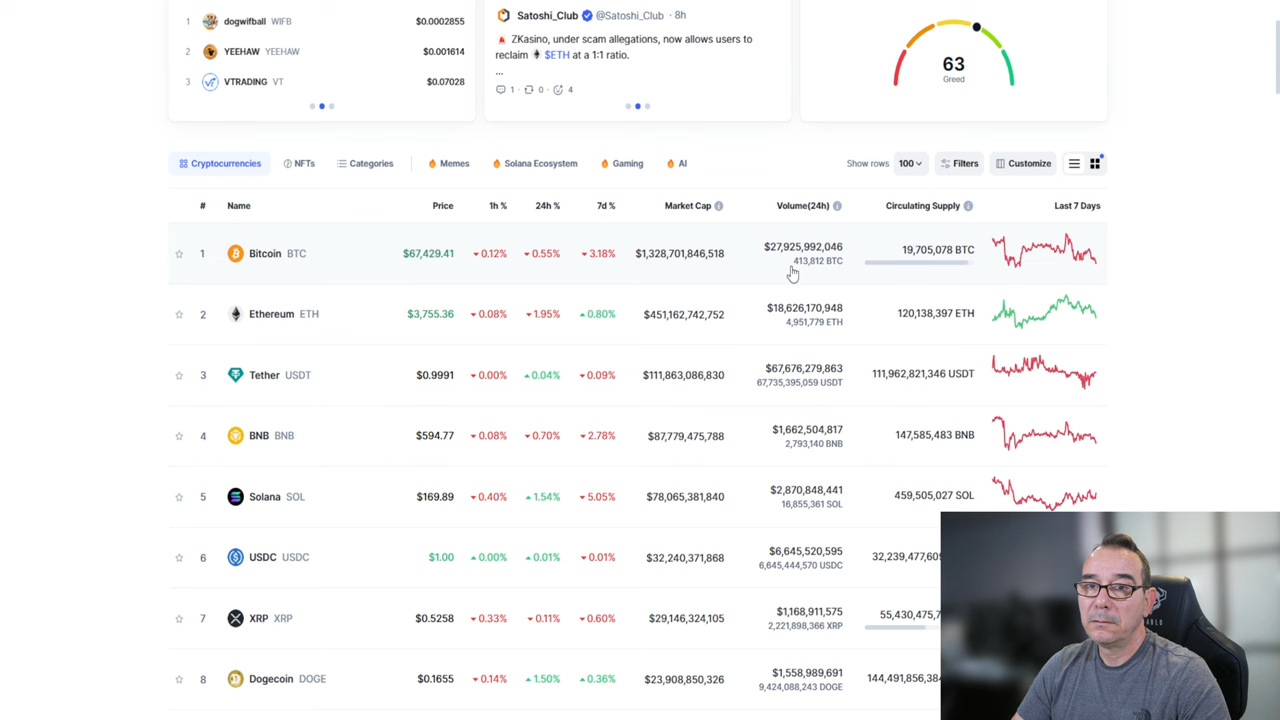 1 dogwifball WIFB $0.0002855
2 YEEHAW YEEHAW $0.001614
3 VTRADING VT $0.07028
Satoshi_Club @Satoshi_Club · 8h
ZKasino, under scam allegations, now allows users to
reclaim $ETH at a 1:1 ratio.
...
1 · 0 · 4
63
Greed
Cryptocurrencies NFTs Categories Memes Solana Ecosystem Gaming AI Show rows 100 Filters Customize
# Name Price 1h % 24h % 7d % Market Cap Volume(24h) Circulating Supply Last 7 Days
1 Bitcoin BTC $67,429.41 0.12% 0.55% 3.18% $1,328,701,846,518 $27,925,992,046 19,705,078 BTC
413,812 BTC
2 Ethereum ETH $3,755.36 0.08% 1.95% 0.80% $451,162,742,752 $18,626,170,948 120,138,397 ETH
4,951,779 ETH
3 Tether USDT $0.9991 0.00% 0.04% 0.09% $111,863,086,830 $67,676,279,863 111,962,821,346 USDT
67,735,395,059 USDT
4 BNB BNB $594.77 0.08% 0.70% 2.78% $87,779,475,788 $1,662,504,817 147,585,483 BNB
2,793,140 BNB
5 Solana SOL $169.89 0.40% 1.54% 5.05% $78,065,381,840 $2,870,848,441 459,505,027 SOL
16,855,361 SOL
6 USDC USDC $1.00 0.00% 0.01% 0.01% $32,240,371,868 $6,645,520,595 32,239,477,609
6,645,444,570 USDC
7 XRP XRP $0.5258 0.33% 0.11% 0.60% $29,146,324,105 $1,168,911,575 55,430,475,7
2,221,898,366 XRP
8 Dogecoin DOGE $0.1655 0.14% 1.50% 0.36% $23,908,850,326 $1,558,989,691 144,491,856,384
9,424,088,243 DOGE